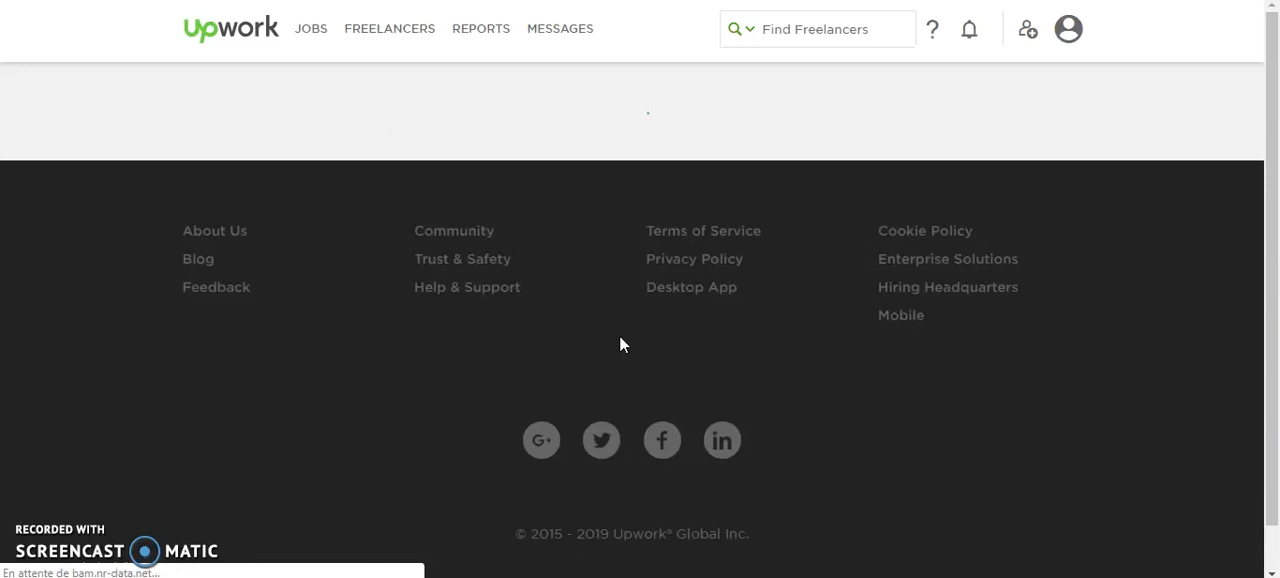 Upwork JOBS FREELANCERS REPORTS MESSAGES Find Freelancers ?
About Us Community Terms of Service Cookie Policy
Blog Trust & Safety Privacy Policy Enterprise Solutions
Feedback Help & Support Desktop App Hiring Headquarters
Mobile
G+ f in
© 2015 - 2019 Upwork® Global Inc.
RECORDED WITH
SCREENCAST MATIC
En attente de bam.nr-data.net...